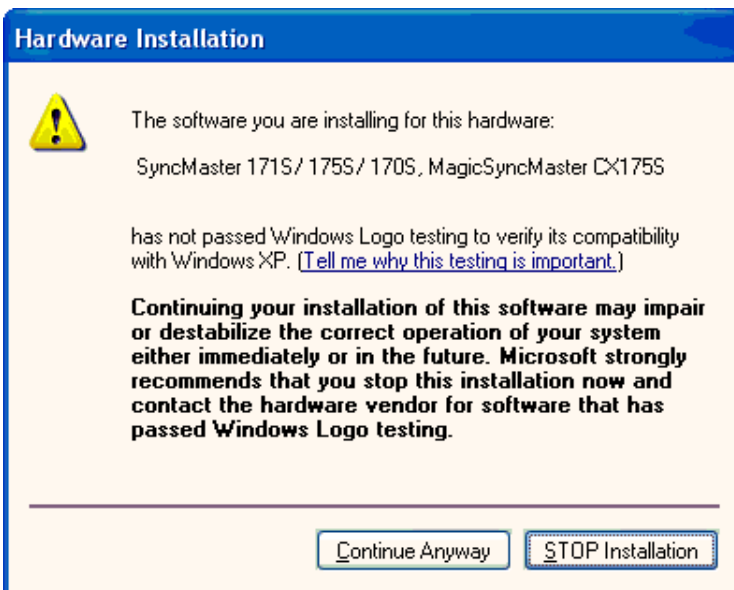 Hardware Installation
The software you are installing for this hardware:
SyncMaster 171S/ 175S/ 170S, MagicSyncMaster CX175S
has not passed Windows Logo testing to verify its compatibility
with Windows XP. (Tell me why this testing is important.)
Continuing your installation of this software may impair
or destabilize the correct operation of your system
either immediately or in the future. Microsoft strongly
recommends that you stop this installation now and
contact the hardware vendor for software that has
passed Windows Logo testing.
Continue Anyway
STOP Installation